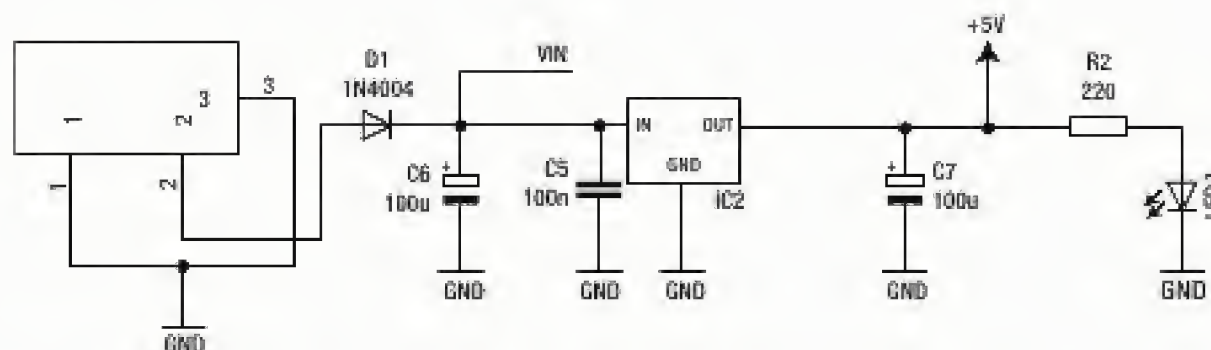 3
1
2
3
1
2
GND
D1
1N4004
VIN
C6
100u
+
GND
C5
100n
GND
IN
OUT
GND
IC2
GND
+5V
+
C7
100u
GND
R2
220
GND